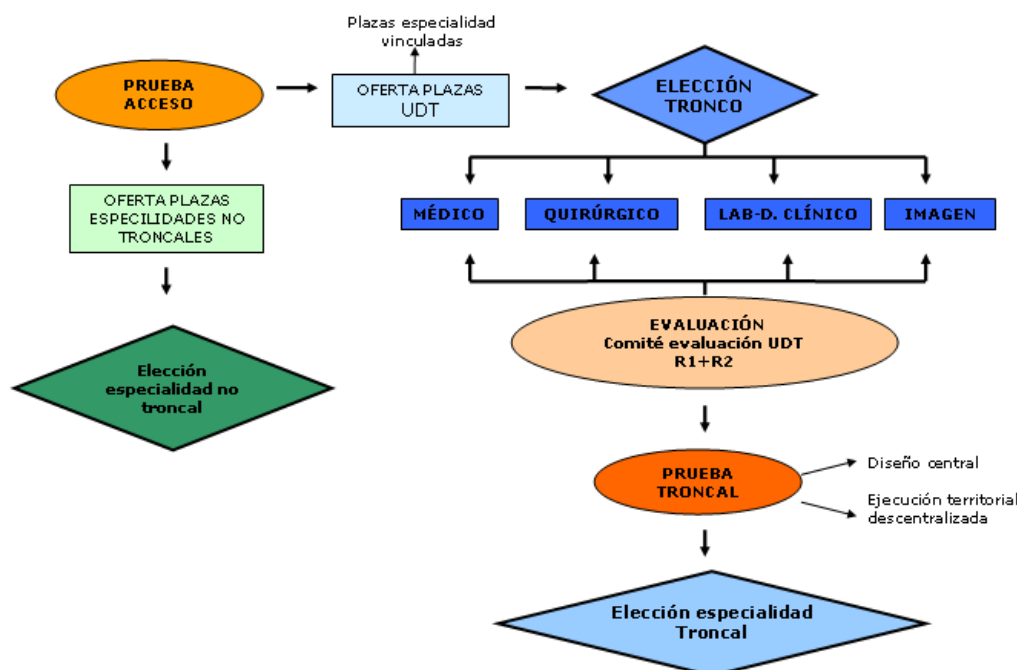 Plazas especialidad
vinculadas
PRUEBA
ACCESO
OFERTA PLAZAS
UDT
ELECCIÓN
TRONCO
OFERTA PLAZAS
ESPECILIDADES NO
TRONCALES
MÉDICO
QUIRÚRGICO
LAB-D. CLÍNICO
IMAGEN
EVALUACIÓN
Comité evaluación UDT
R1+R2
Elección
especialidad no
troncal
PRUEBA
TRONCAL
Diseño central
Ejecución territorial
descentralizada
Elección especialidad
Troncal